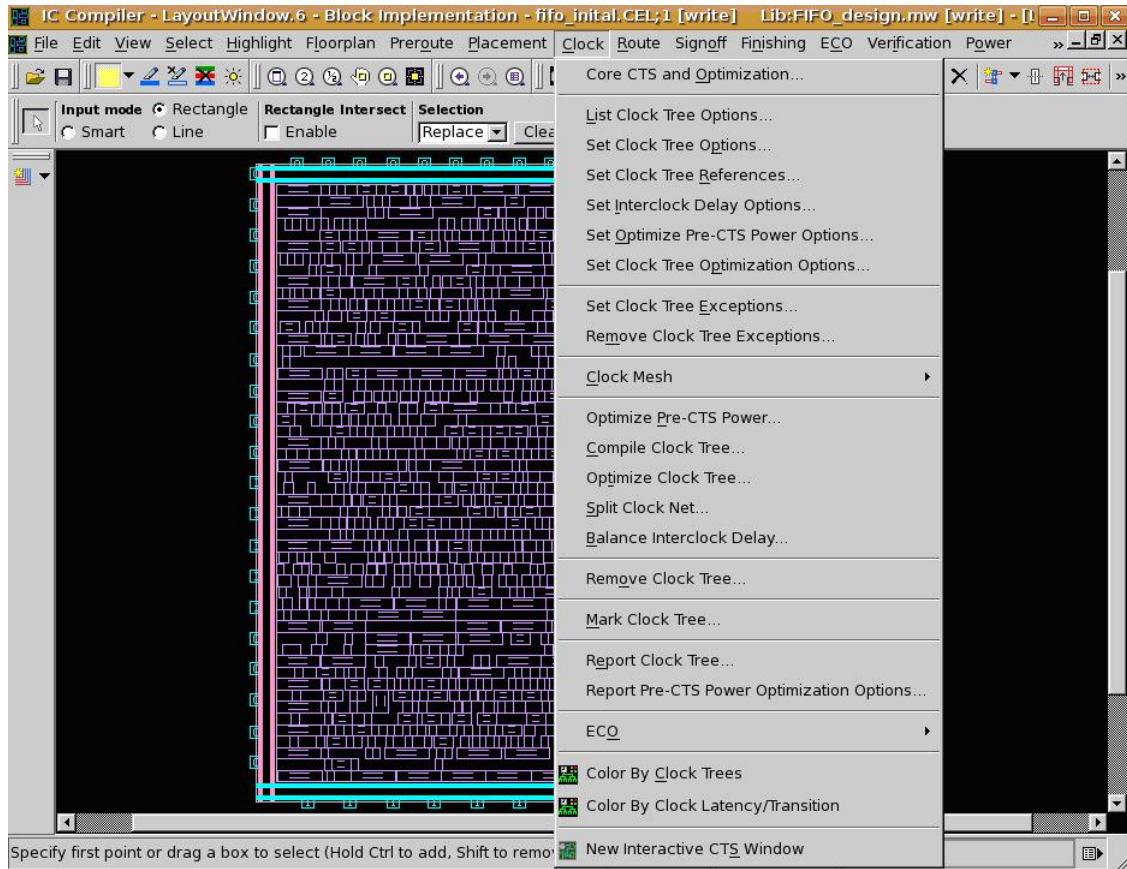 IC Compiler - LayoutWindow.6 - Block Implementation - fifo_inital.CEL;1 [write] Lib:FIFO_design.mw [write] - [
File Edit View Select Highlight Floorplan Preroute Placement Clock Route Signoff Finishing ECO Verification Power »
Input mode Rectangle Rectangle Intersect Selection
Smart Line Enable Replace Clea
Core CTS and Optimization...
List Clock Tree Options...
Set Clock Tree Options...
Set Clock Tree References...
Set Interclock Delay Options...
Set Optimize Pre-CTS Power Options...
Set Clock Tree Optimization Options...
Set Clock Tree Exceptions...
Remove Clock Tree Exceptions...
Clock Mesh
Optimize Pre-CTS Power...
Compile Clock Tree...
Optimize Clock Tree...
Split Clock Net...
Balance Interclock Delay...
Remove Clock Tree...
Mark Clock Tree...
Report Clock Tree...
Report Pre-CTS Power Optimization Options...
ECO
Color By Clock Trees
Color By Clock Latency/Transition
New Interactive CTS Window
Specify first point or drag a box to select (Hold Ctrl to add, Shift to remo